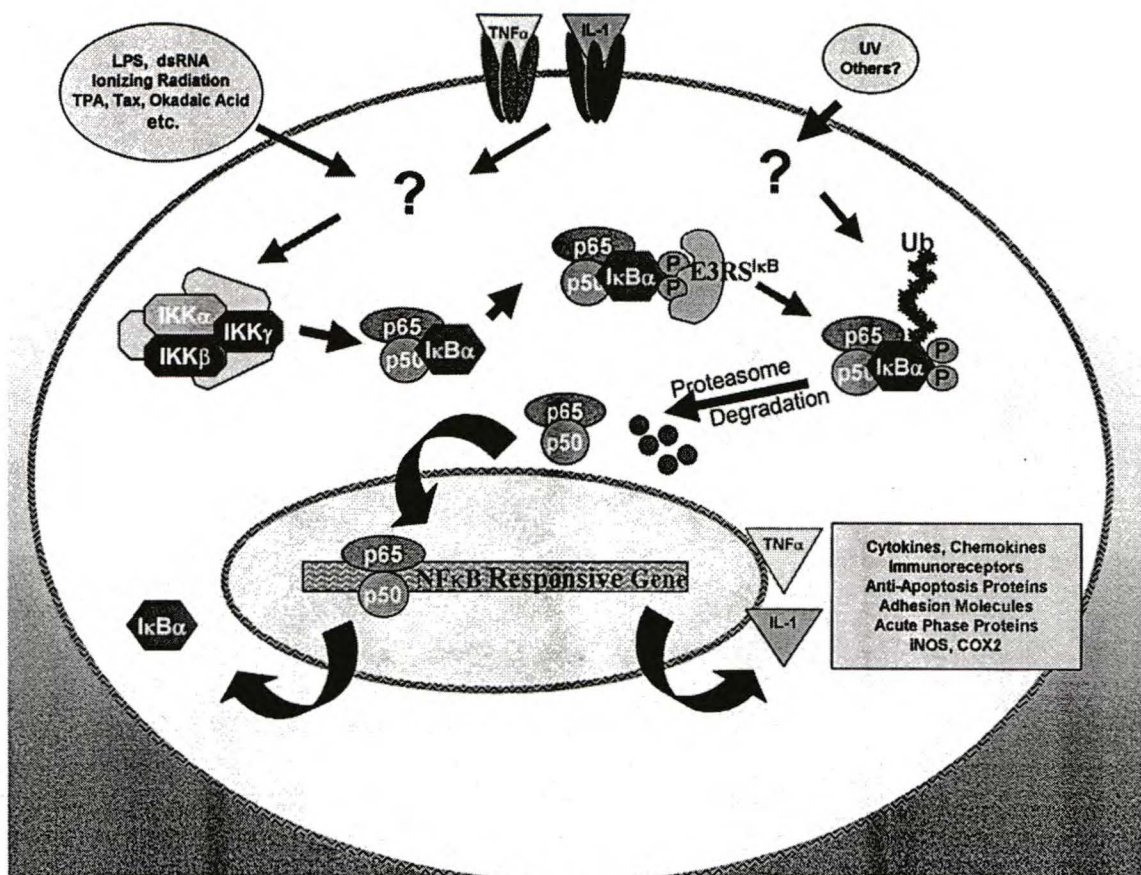 TNFα
IL-1
LPS, dsRNA
Ionizing Radiation
TPA, Tax, Okadaic Acid
etc.
UV
Others?
?
?
Ub
p65
p50
IκBα
P
P
E3RS^IκB
IKKα
IKKγ
IKKβ
p65
p50
IκBα
p65
p50
IκBα
P
P
Proteasome
Degradation
p65
p50
p65
p50
NFκB Responsive Gene
IκBα
TNFα
IL-1
Cytokines, Chemokines
Immunoreceptors
Anti-Apoptosis Proteins
Adhesion Molecules
Acute Phase Proteins
iNOS, COX2